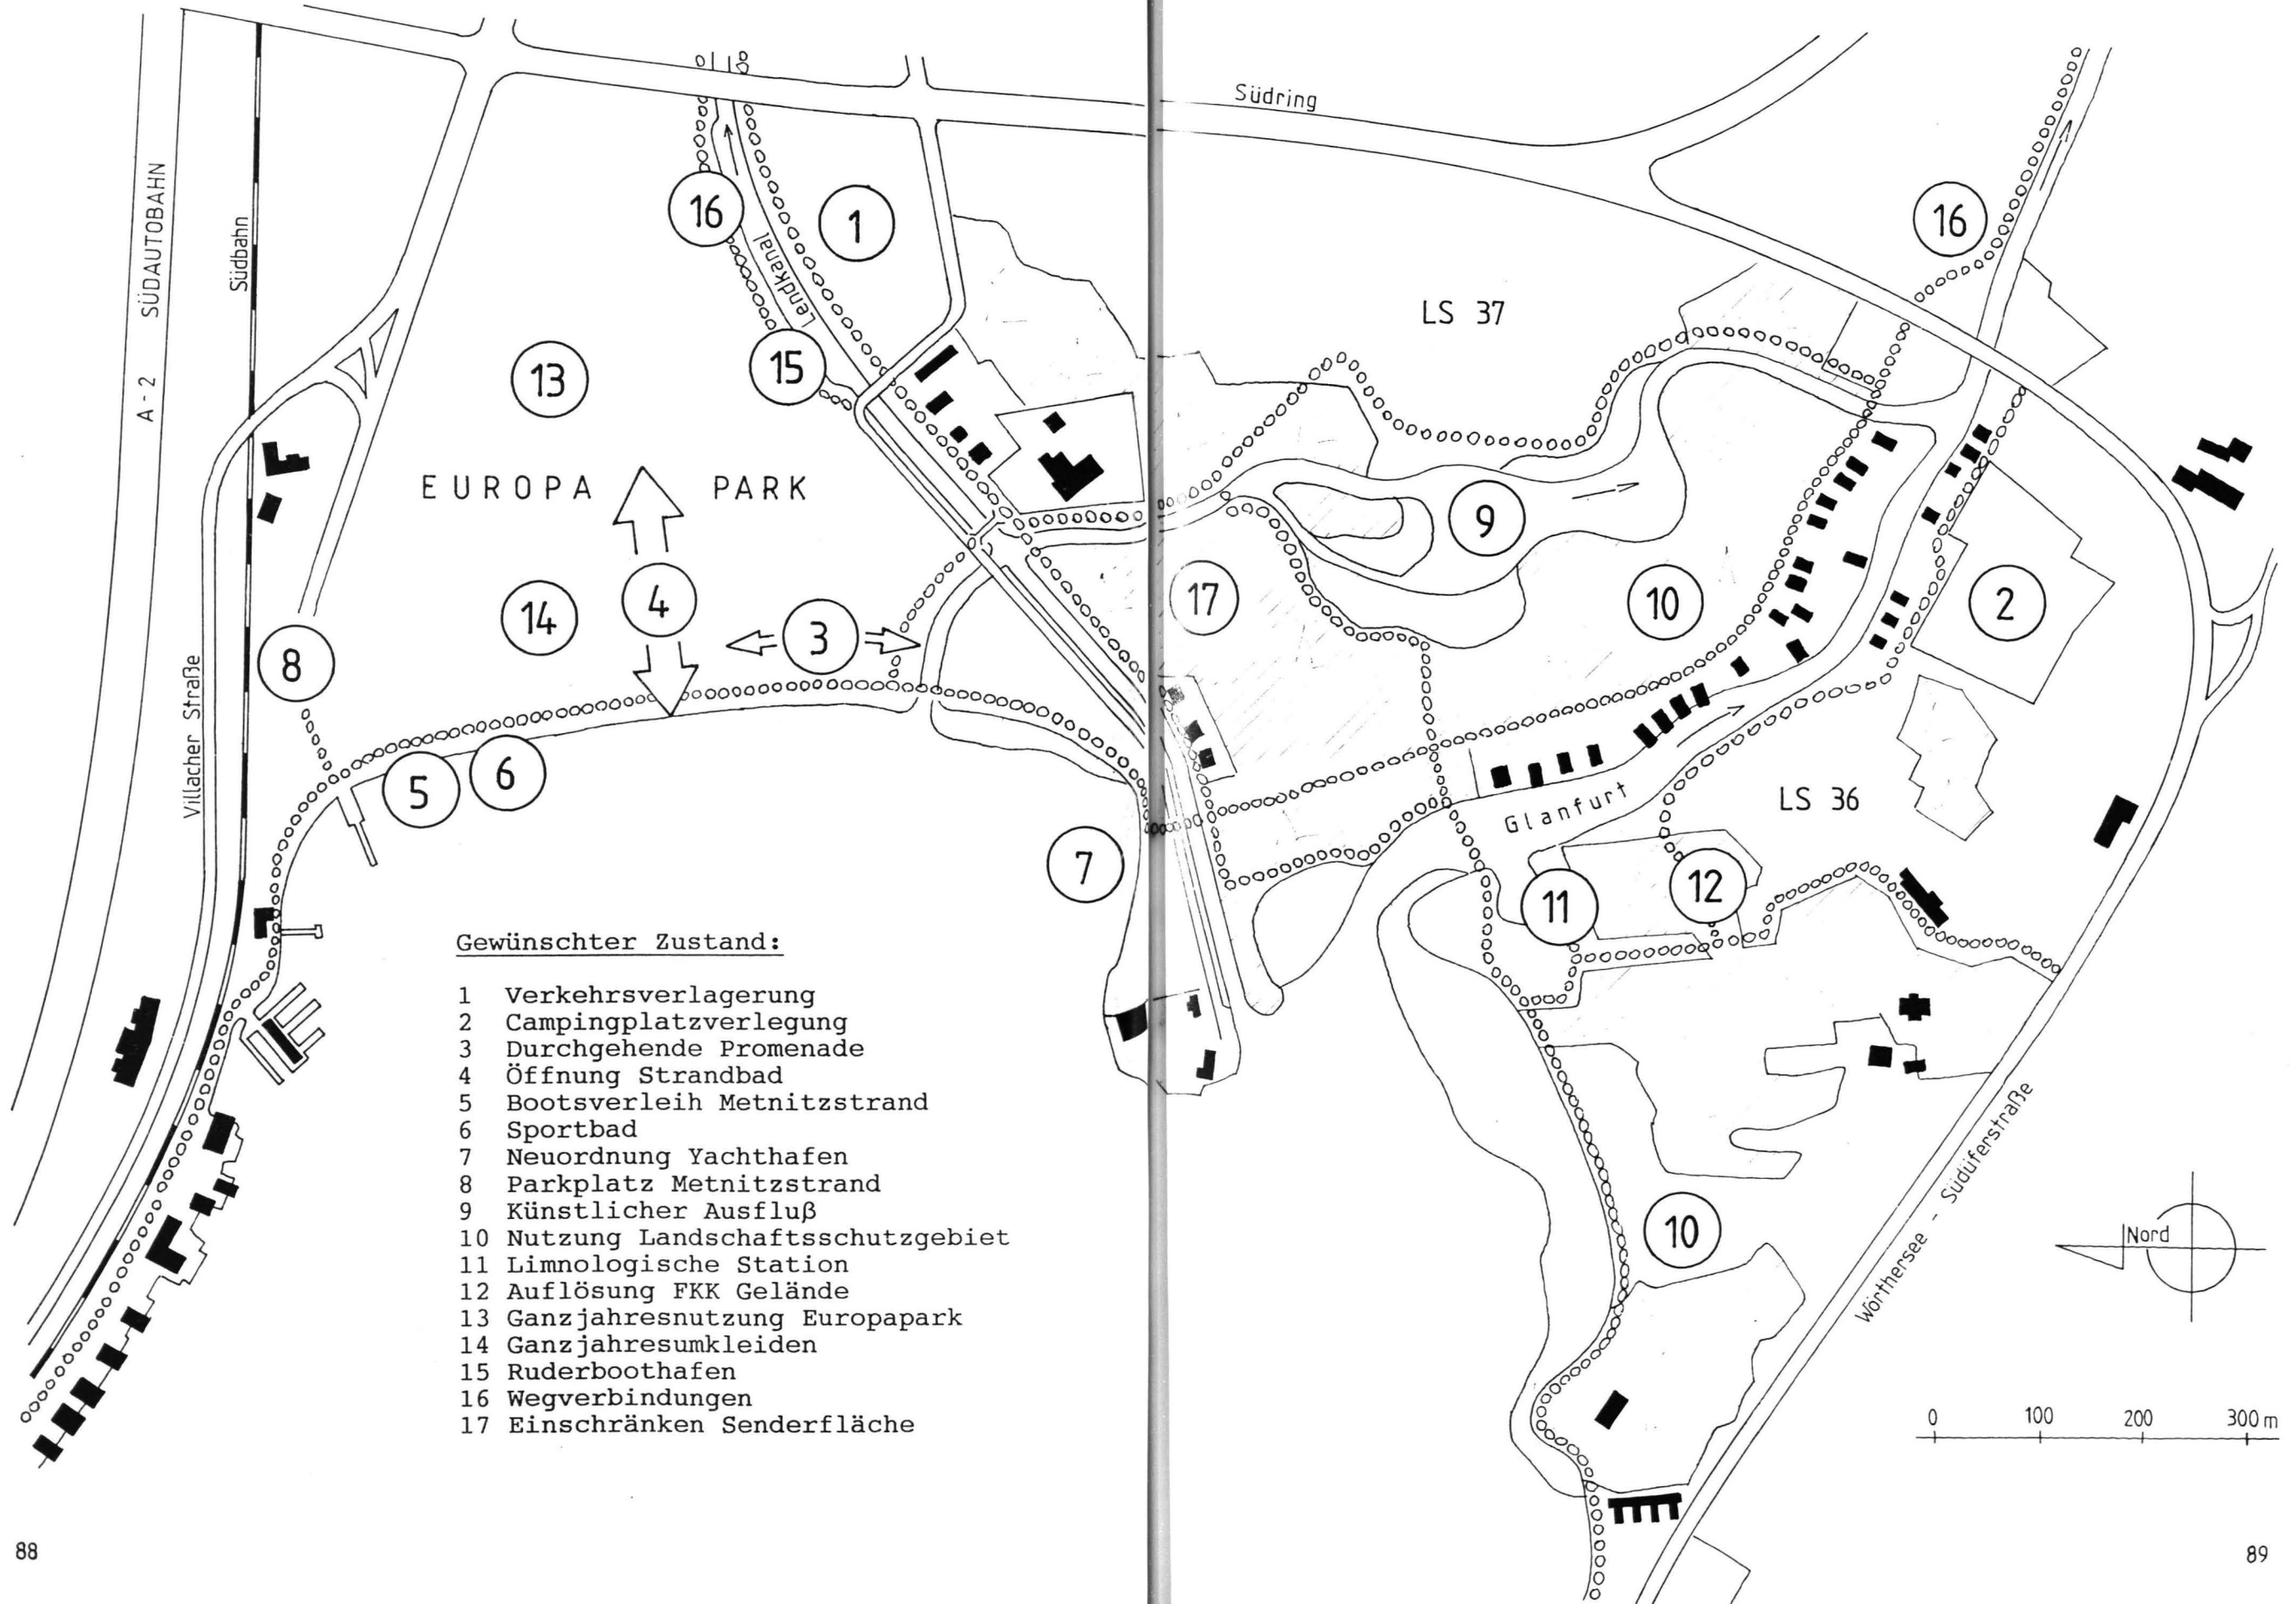 Südring
A-2 SÜDAUTOBAHN
Südbahn
Lendkanal
16
1
16
LS 37
15
13
EUROPA PARK
9
4
14
3
17
10
2
8
Villacher Straße
5
6
7
Glanfurt
LS 36
11
12
Gewünschter Zustand:
1 Verkehrsverlagerung
2 Campingplatzverlegung
3 Durchgehende Promenade
4 Öffnung Strandbad
5 Bootsverleih Metnitzstrand
6 Sportbad
7 Neuordnung Yachthafen
8 Parkplatz Metnitzstrand
9 Künstlicher Ausfluß
10 Nutzung Landschaftsschutzgebiet
11 Limnologische Station
12 Auflösung FKK Gelände
13 Ganzjahresnutzung Europapark
14 Ganzjahresumkleiden
15 Ruderboothafen
16 Wegverbindungen
17 Einschränken Senderfläche
10
Wörthersee - Südüferstraße
Nord
0 100 200 300 m
88
89